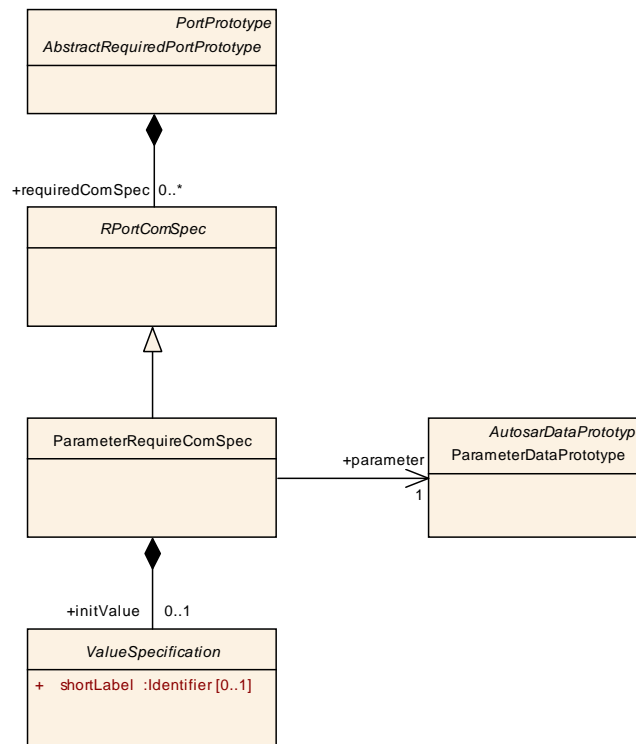 PortPrototype
AbstractRequiredPortPrototype
+requiredComSpec 0..*
RPortComSpec
ParameterRequireComSpec
AutosarDataPrototyp
ParameterDataPrototype
+parameter
1
+initValue 0..1
ValueSpecification
+ shortLabel :Identifier [0..1]